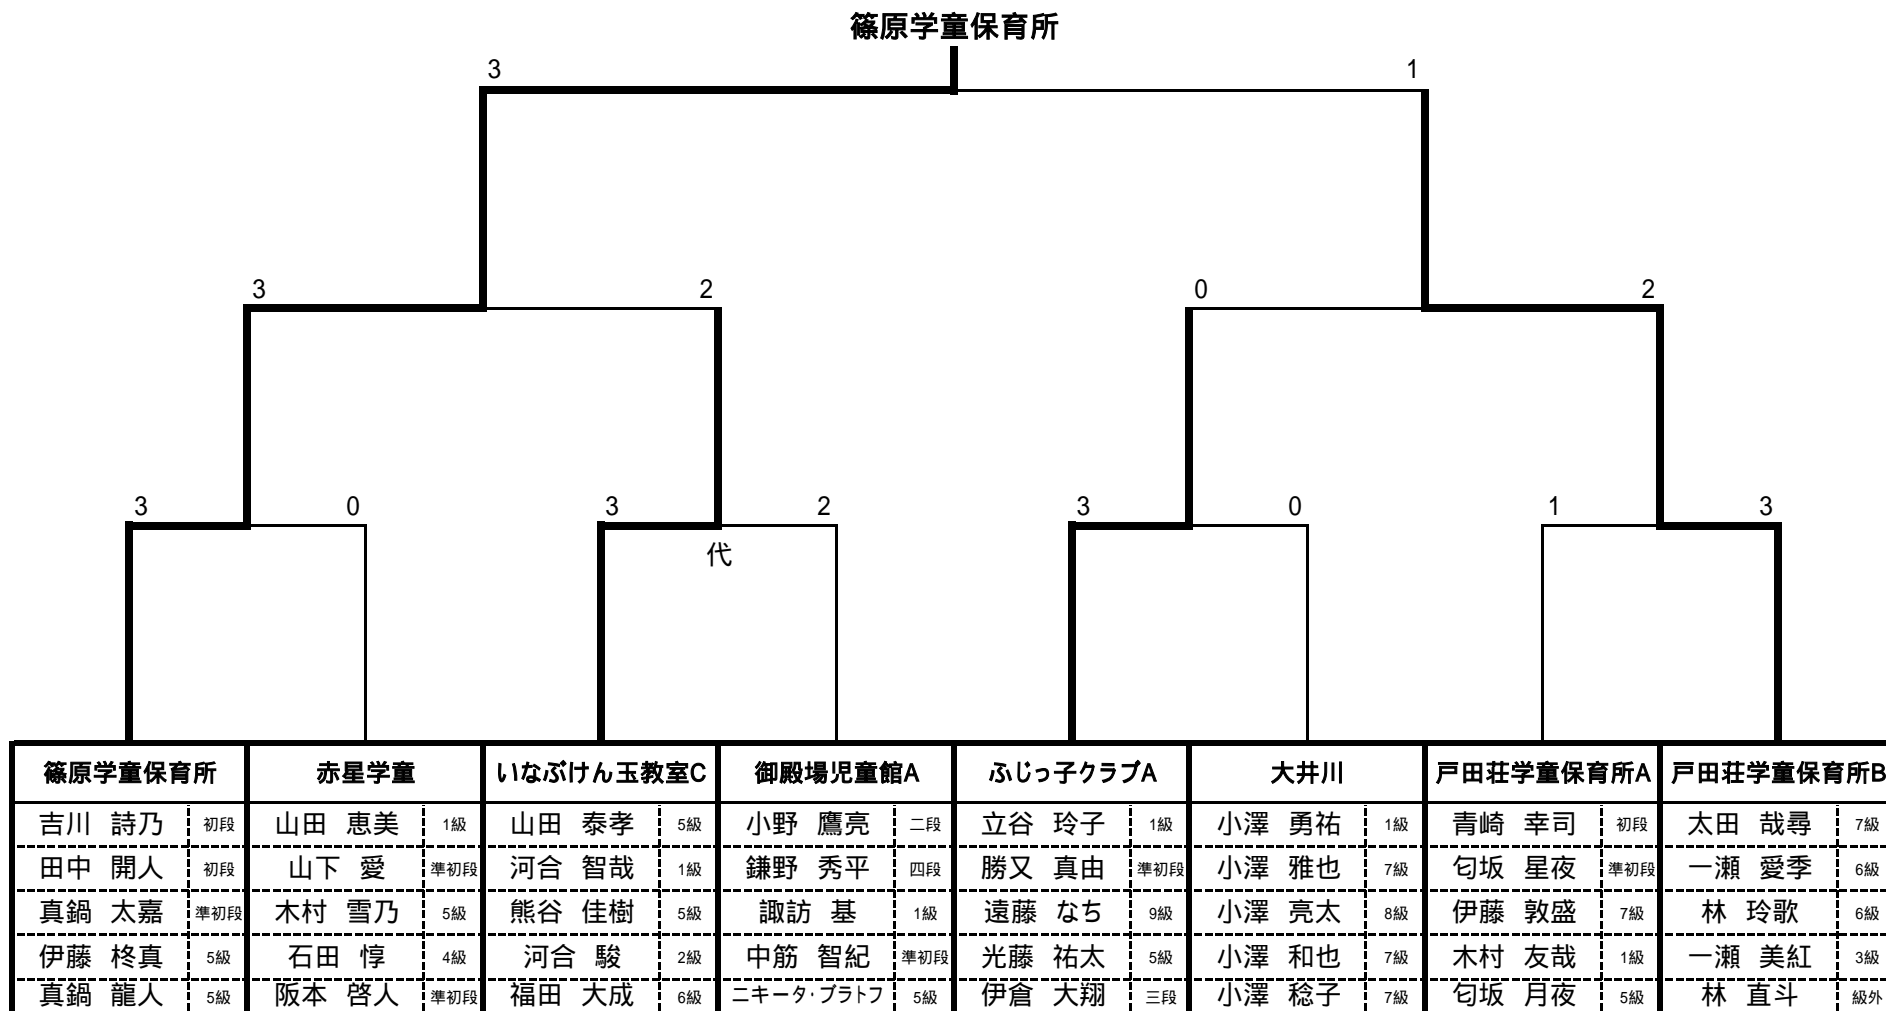 篠原学童保育所
3 1
3 2 0 2
3 0 3 2 3 0 1 3
代
篠原学童保育所 赤星学童 いなぶけん玉教室C 御殿場児童館A ふじっ子クラブA 大井川 戸田荘学童保育所A 戸田荘学童保育所B
吉川 詩乃 初段 山田 恵美 1級 山田 泰孝 5級 小野 鷹亮 二段 立谷 玲子 1級 小澤 勇祐 1級 青崎 幸司 初段 太田 哉尋 7級
田中 開人 初段 山下 愛 準初段 河合 智哉 1級 鎌野 秀平 四段 勝又 真由 準初段 小澤 雅也 7級 匂坂 星夜 準初段 一瀬 愛季 6級
真鍋 太嘉 準初段 木村 雪乃 5級 熊谷 佳樹 5級 諏訪 基 1級 遠藤 なち 9級 小澤 亮太 8級 伊藤 敦盛 7級 林 玲歌 6級
伊藤 柊真 5級 石田 惇 4級 河合 駿 2級 中筋 智紀 準初段 光藤 祐太 5級 小澤 和也 7級 木村 友哉 1級 一瀬 美紅 3級
真鍋 龍人 5級 阪本 啓人 準初段 福田 大成 6級 ニキータ・ブラトフ 5級 伊倉 大翔 三段 小澤 稔子 7級 匂坂 月夜 5級 林 直斗 級外